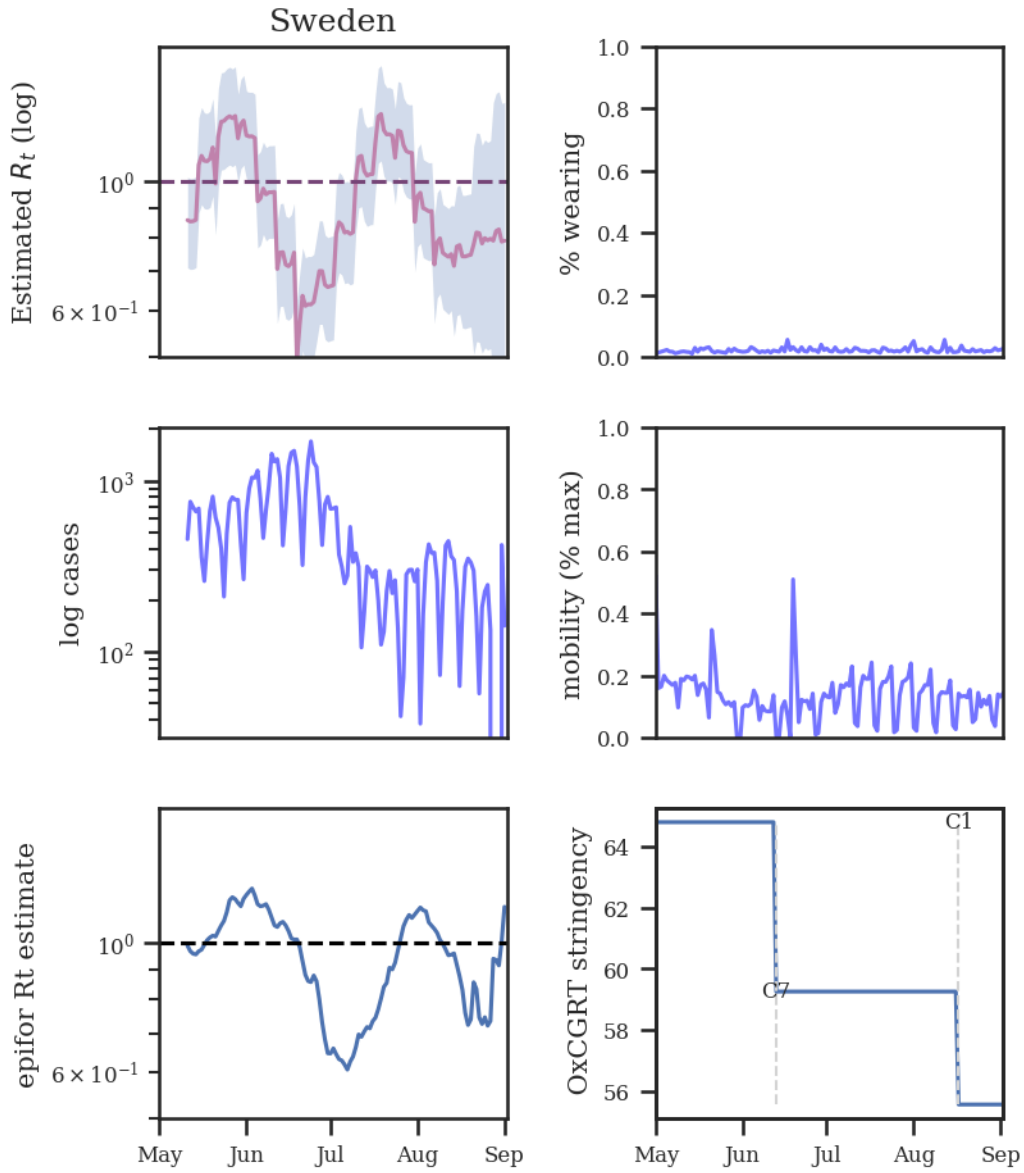 Sweden
Estimated R_t (log)
10^0
6 × 10^-1
% wearing
1.0
0.8
0.6
0.4
0.2
0.0
log cases
10^3
10^2
mobility (% max)
1.0
0.8
0.6
0.4
0.2
0.0
epifor Rt estimate
10^0
6 × 10^-1
May Jun Jul Aug Sep
OxCGRT stringency
64
62
60
58
56
C1
C7
May Jun Jul Aug Sep